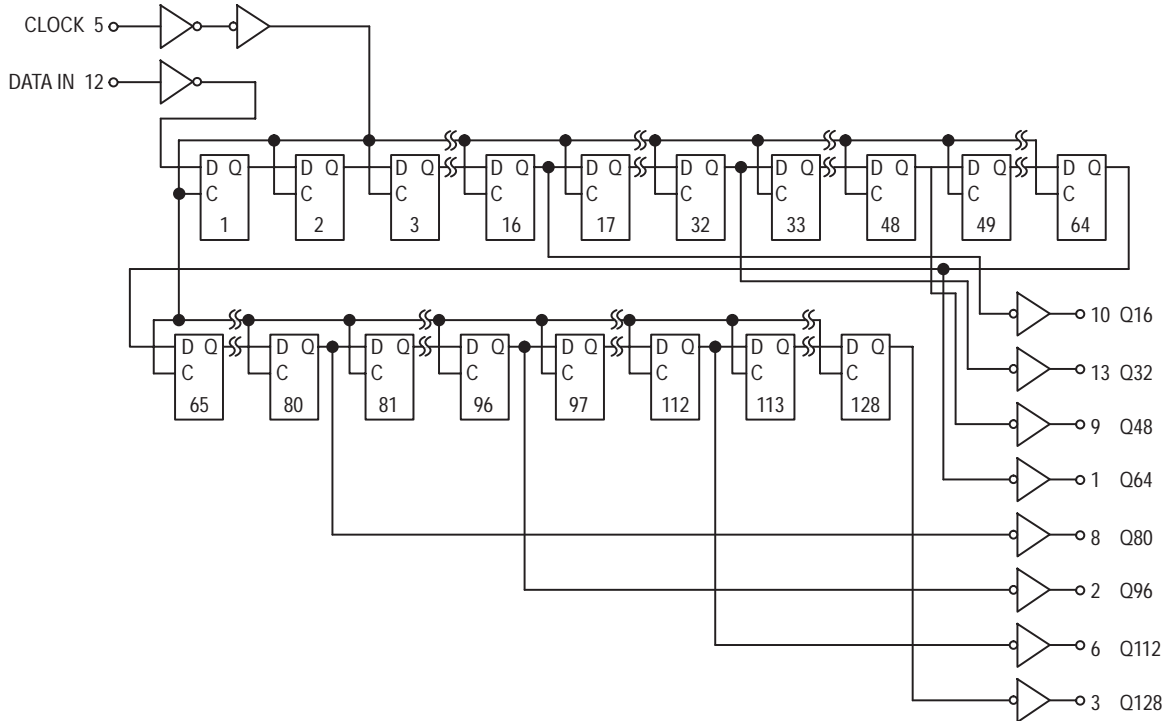 CLOCK 5
DATA IN 12
D Q D Q D Q D Q D Q D Q D Q D Q D Q D Q
C C C C C C C C C C
1 2 3 16 17 32 33 48 49 64
10 Q16
D Q D Q D Q D Q D Q D Q D Q D Q
13 Q32
C C C C C C C C
65 80 81 96 97 112 113 128
9 Q48
1 Q64
8 Q80
2 Q96
6 Q112
3 Q128